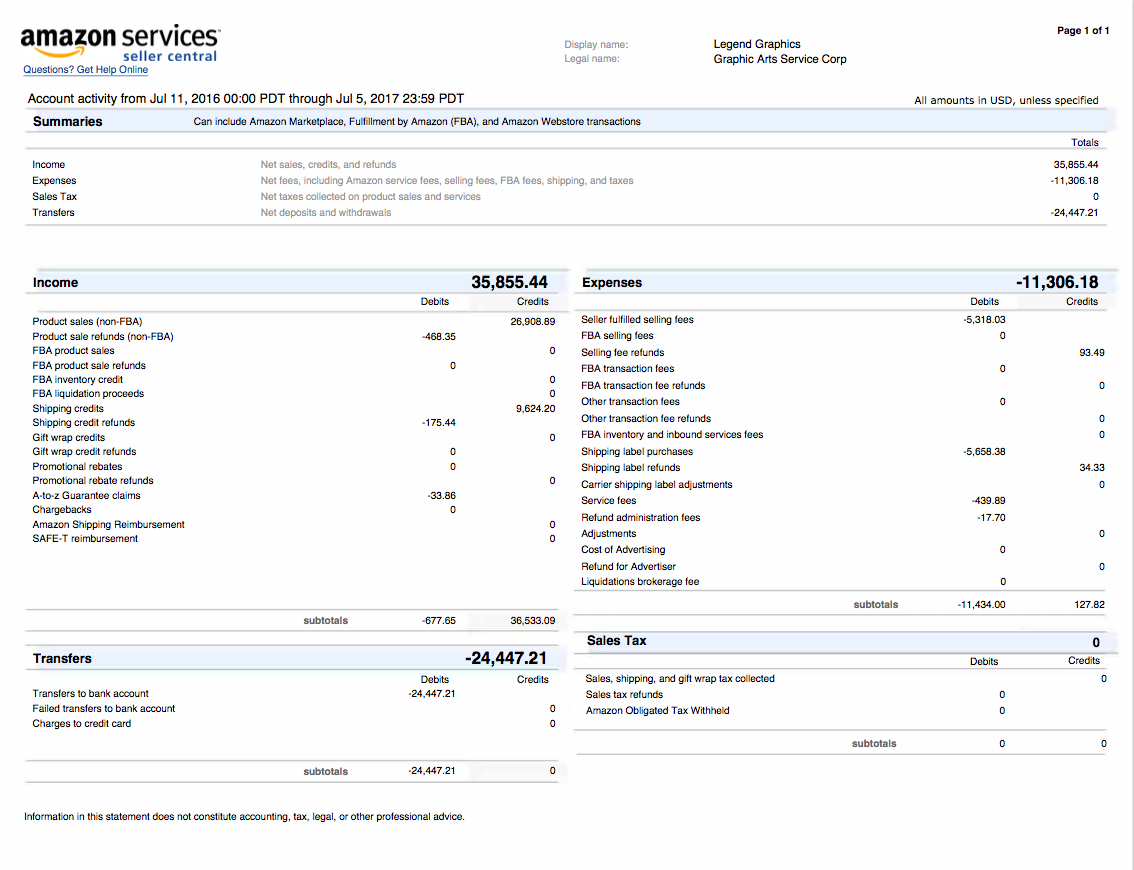 amazon services
seller central
Questions? Get Help Online
Display name: Legend Graphics
Legal name: Graphic Arts Service Corp
Page 1 of 1
Account activity from Jul 11, 2016 00:00 PDT through Jul 5, 2017 23:59 PDT
All amounts in USD, unless specified
Summaries Can include Amazon Marketplace, Fulfillment by Amazon (FBA), and Amazon Webstore transactions
Totals
Income Net sales, credits, and refunds 35,855.44
Expenses Net fees, including Amazon service fees, selling fees, FBA fees, shipping, and taxes -11,306.18
Sales Tax Net taxes collected on product sales and services 0
Transfers Net deposits and withdrawals -24,447.21
Income 35,855.44
Debits Credits
Product sales (non-FBA) 26,908.89
Product sale refunds (non-FBA) -468.35
FBA product sales 0
FBA product sale refunds 0
FBA inventory credit 0
FBA liquidation proceeds 0
Shipping credits 9,624.20
Shipping credit refunds -175.44
Gift wrap credits 0
Gift wrap credit refunds 0
Promotional rebates 0
Promotional rebate refunds 0
A-to-z Guarantee claims -33.86
Chargebacks 0
Amazon Shipping Reimbursement 0
SAFE-T reimbursement 0
subtotals -677.65 36,533.09
Expenses -11,306.18
Debits Credits
Seller fulfilled selling fees -5,318.03
FBA selling fees 0
Selling fee refunds 93.49
FBA transaction fees 0
FBA transaction fee refunds 0
Other transaction fees 0
Other transaction fee refunds 0
FBA inventory and inbound services fees 0
Shipping label purchases -5,658.38
Shipping label refunds 34.33
Carrier shipping label adjustments 0
Service fees -439.89
Refund administration fees -17.70
Adjustments 0
Cost of Advertising 0
Refund for Advertiser 0
Liquidations brokerage fee 0
subtotals -11,434.00 127.82
Transfers -24,447.21
Debits Credits
Transfers to bank account -24,447.21
Failed transfers to bank account 0
Charges to credit card 0
subtotals -24,447.21 0
Sales Tax 0
Debits Credits
Sales, shipping, and gift wrap tax collected 0
Sales tax refunds 0
Amazon Obligated Tax Withheld 0
subtotals 0 0
Information in this statement does not constitute accounting, tax, legal, or other professional advice.